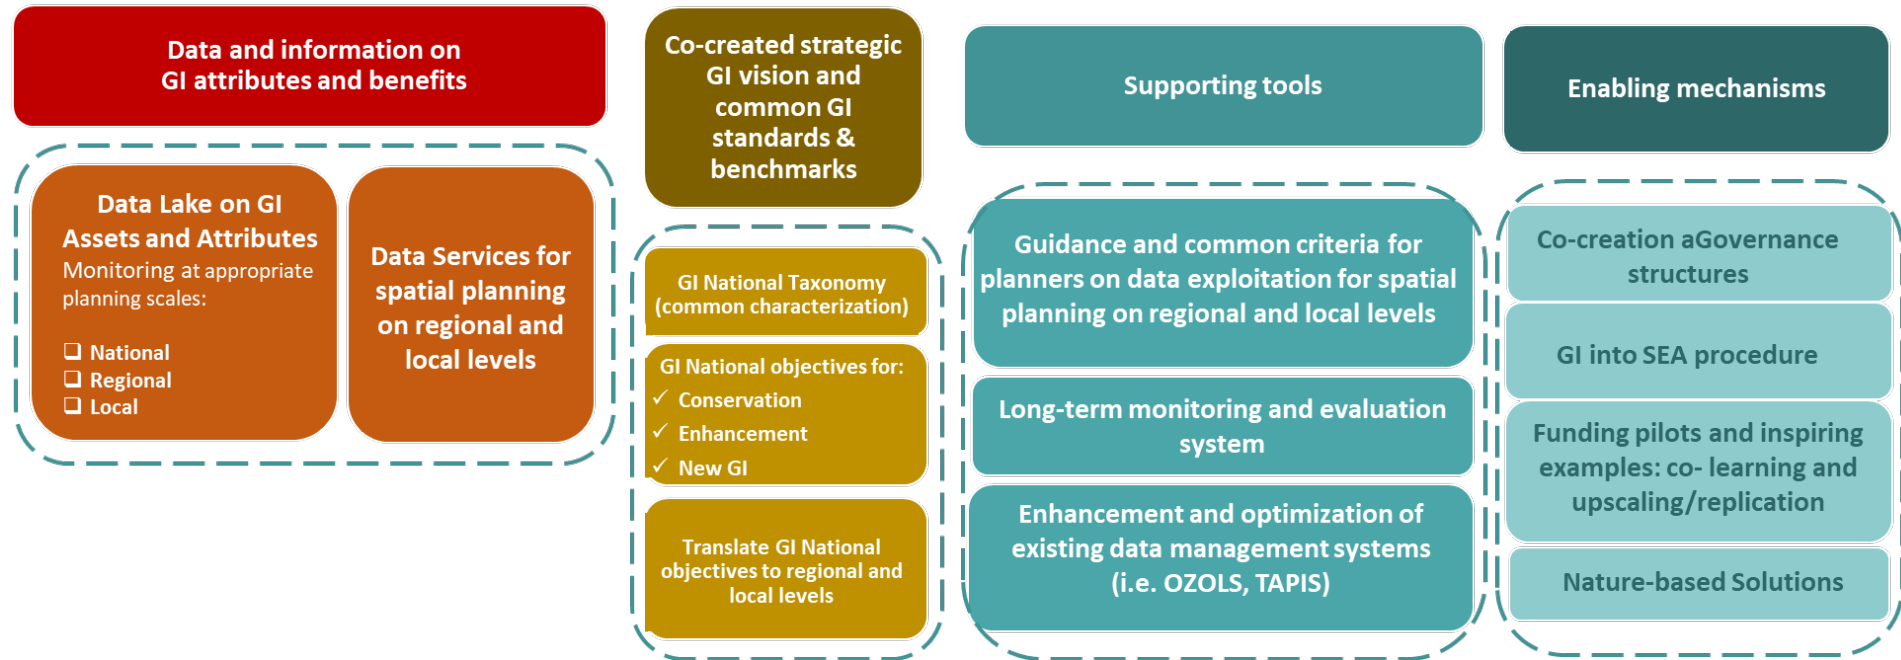 Data and information on
GI attributes and benefits
Data Lake on GI
Assets and Attributes
Monitoring at appropriate
planning scales:
❑ National
❑ Regional
❑ Local
Data Services for
spatial planning
on regional and
local levels
Co-created strategic
GI vision and
common GI
standards &
benchmarks
GI National Taxonomy
(common characterization)
GI National objectives for:
✓ Conservation
✓ Enhancement
✓ New GI
Translate GI National
objectives to regional and
local levels
Supporting tools
Guidance and common criteria for
planners on data exploitation for spatial
planning on regional and local levels
Long-term monitoring and evaluation
system
Enhancement and optimization of
existing data management systems
(i.e. OZOLS, TAPIS)
Enabling mechanisms
Co-creation aGovernance
structures
GI into SEA procedure
Funding pilots and inspiring
examples: co- learning and
upscaling/replication
Nature-based Solutions